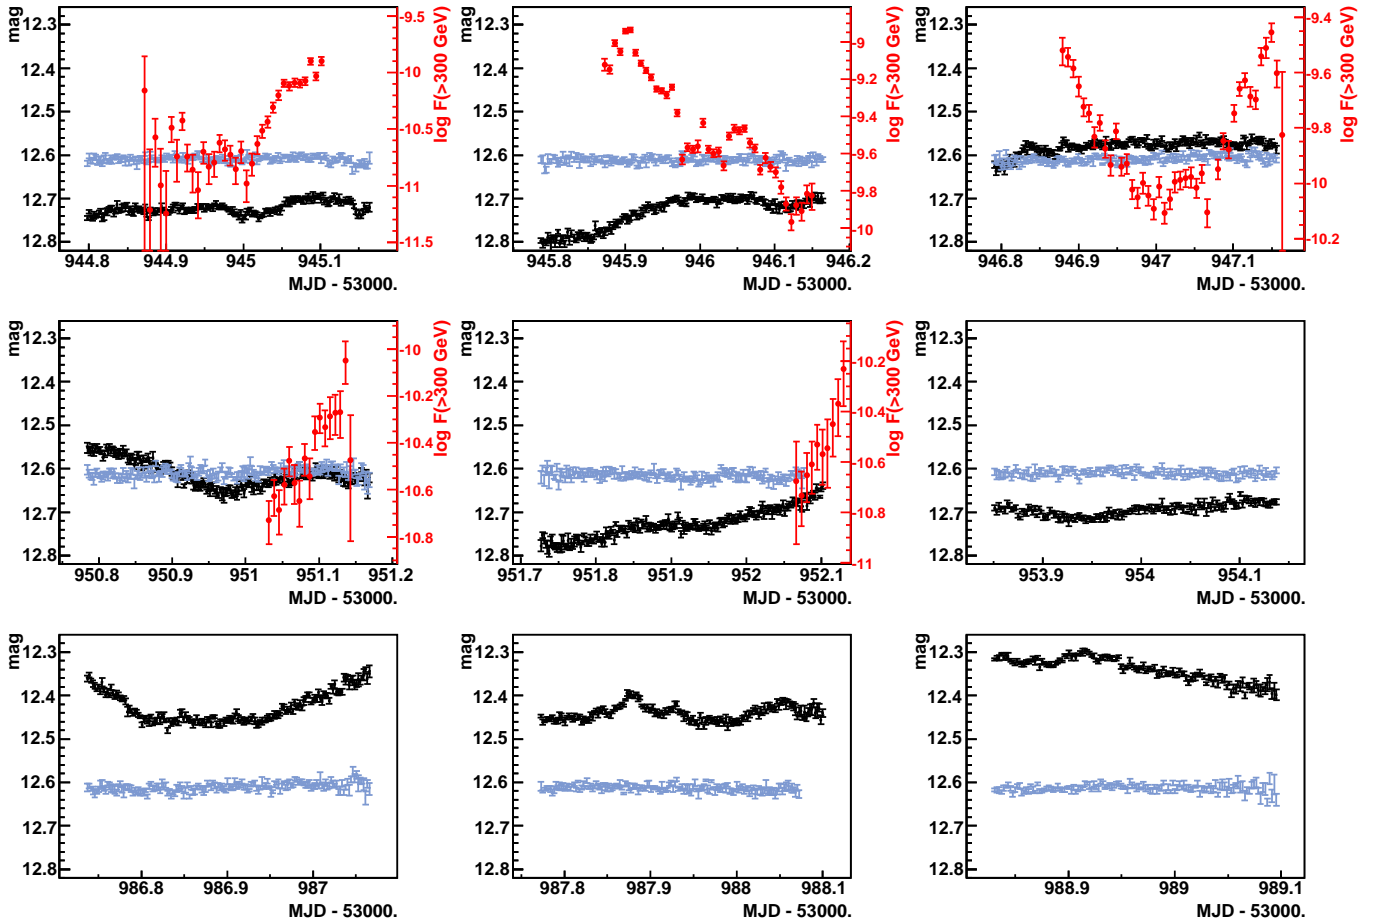 mag
12.3
12.4
12.5
12.6
12.7
12.8
944.8 944.9 945 945.1
MJD - 53000.
-9.5
-10
-10.5
-11
-11.5
log F(>300 GeV)
mag
12.3
12.4
12.5
12.6
12.7
12.8
945.8 945.9 946 946.1 946.2
MJD - 53000.
-9
-9.2
-9.4
-9.6
-9.8
-10
log F(>300 GeV)
mag
12.3
12.4
12.5
12.6
12.7
12.8
946.8 946.9 947 947.1
MJD - 53000.
-9.4
-9.6
-9.8
-10
-10.2
log F(>300 GeV)
mag
12.3
12.4
12.5
12.6
12.7
12.8
950.8 950.9 951 951.1 951.2
MJD - 53000.
-10
-10.2
-10.4
-10.6
-10.8
log F(>300 GeV)
mag
12.3
12.4
12.5
12.6
12.7
12.8
951.7 951.8 951.9 952 952.1
MJD - 53000.
-10.2
-10.4
-10.6
-10.8
-11
log F(>300 GeV)
mag
12.3
12.4
12.5
12.6
12.7
12.8
953.9 954 954.1
MJD - 53000.
mag
12.3
12.4
12.5
12.6
12.7
12.8
986.8 986.9 987
MJD - 53000.
mag
12.3
12.4
12.5
12.6
12.7
12.8
987.8 987.9 988 988.1
MJD - 53000.
mag
12.3
12.4
12.5
12.6
12.7
12.8
988.9 989 989.1
MJD - 53000.